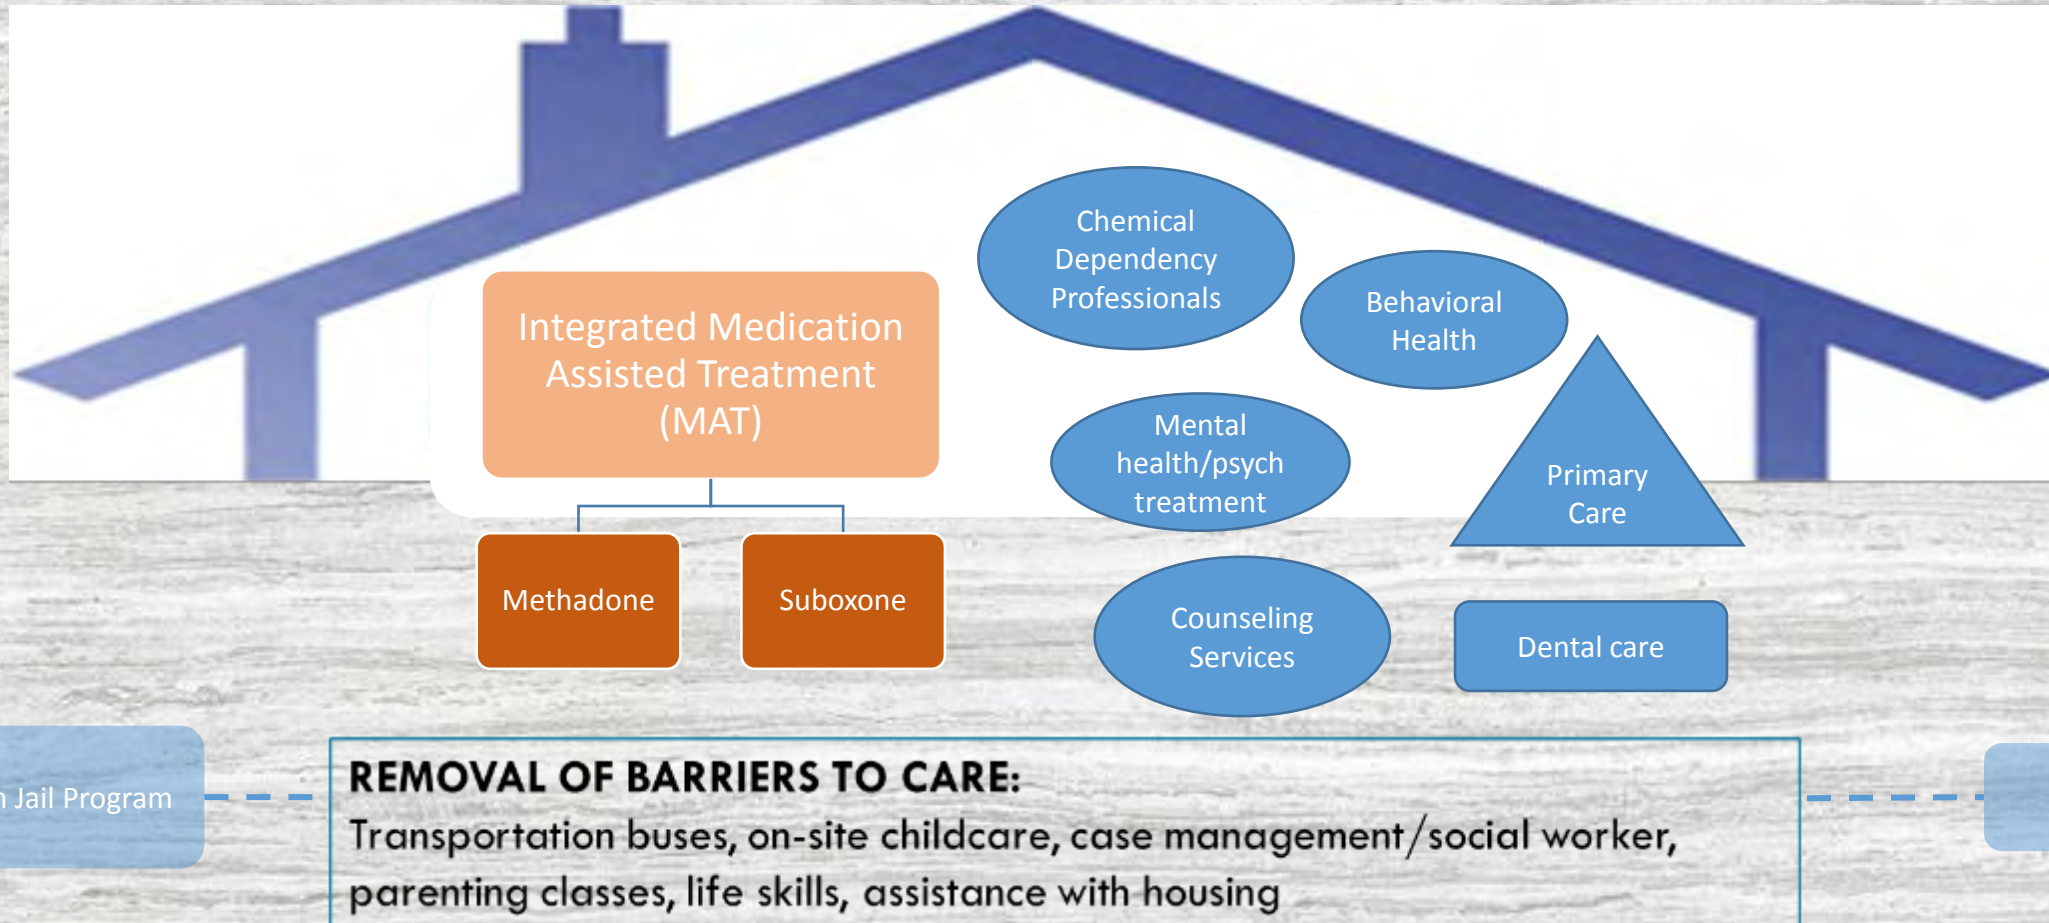 Chemical
Dependency
Professionals
Behavioral
Health
Integrated Medication
Assisted Treatment
(MAT)
Mental
health/psych
treatment
Primary
Care
Methadone
Suboxone
Counseling
Services
Dental care
Jail Program
REMOVAL OF BARRIERS TO CARE:
Transportation buses, on-site childcare, case management/social worker,
parenting classes, life skills, assistance with housing